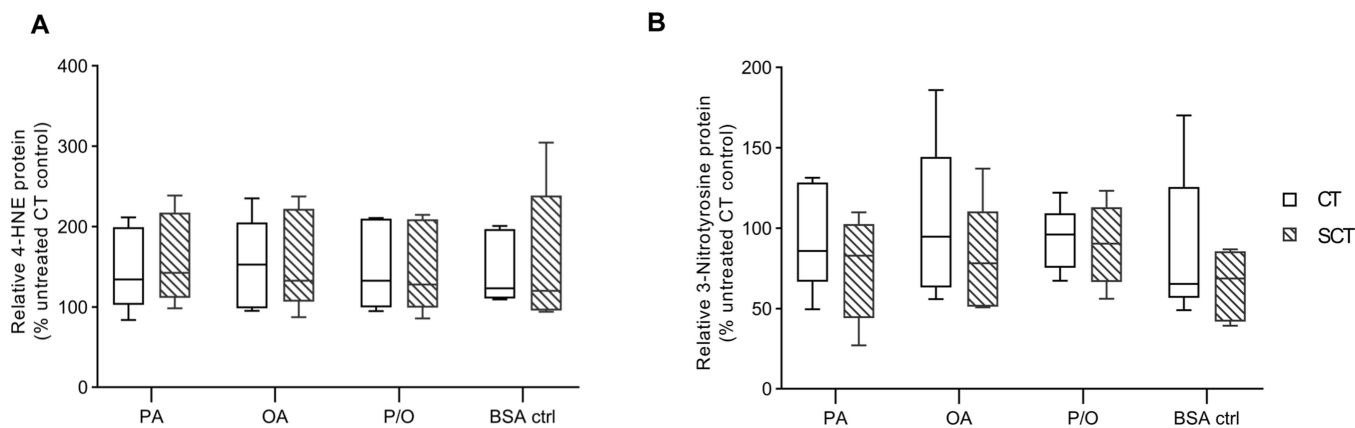 A
Relative 4-HNE protein
(% untreated CT control)
400
300
200
100
0
PA
OA
P/O
BSA ctrl
B
Relative 3-Nitrotyrosine protein
(% untreated CT control)
200
150
100
50
0
PA
OA
P/O
BSA ctrl
CT
SCT